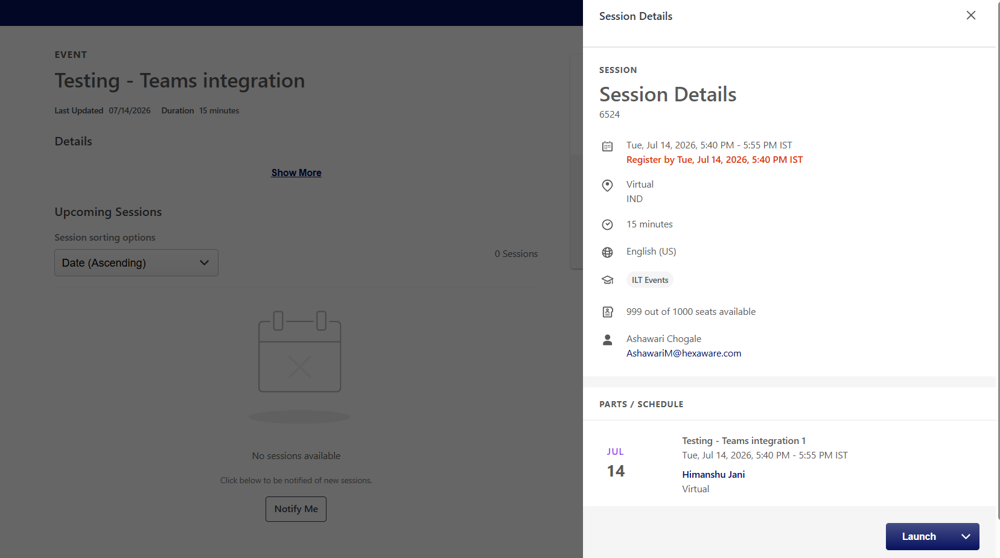 EVENT
Testing - Teams integration
Last Updated 07/14/2026 Duration 15 minutes
Details
Show More
Upcoming Sessions
Session sorting options
Date (Ascending)
0 Sessions
No sessions available
Click below to be notified of new sessions.
Notify Me
Session Details
SESSION
Session Details
6524
Tue, Jul 14, 2026, 5:40 PM - 5:55 PM IST
Register by Tue, Jul 14, 2026, 5:40 PM IST
Virtual
IND
15 minutes
English (US)
ILT Events
999 out of 1000 seats available
Ashawari Chogale
AshawariM@hexaware.com
PARTS / SCHEDULE
JUL
14
Testing - Teams integration 1
Tue, Jul 14, 2026, 5:40 PM - 5:55 PM IST
Himanshu Jani
Virtual
Launch